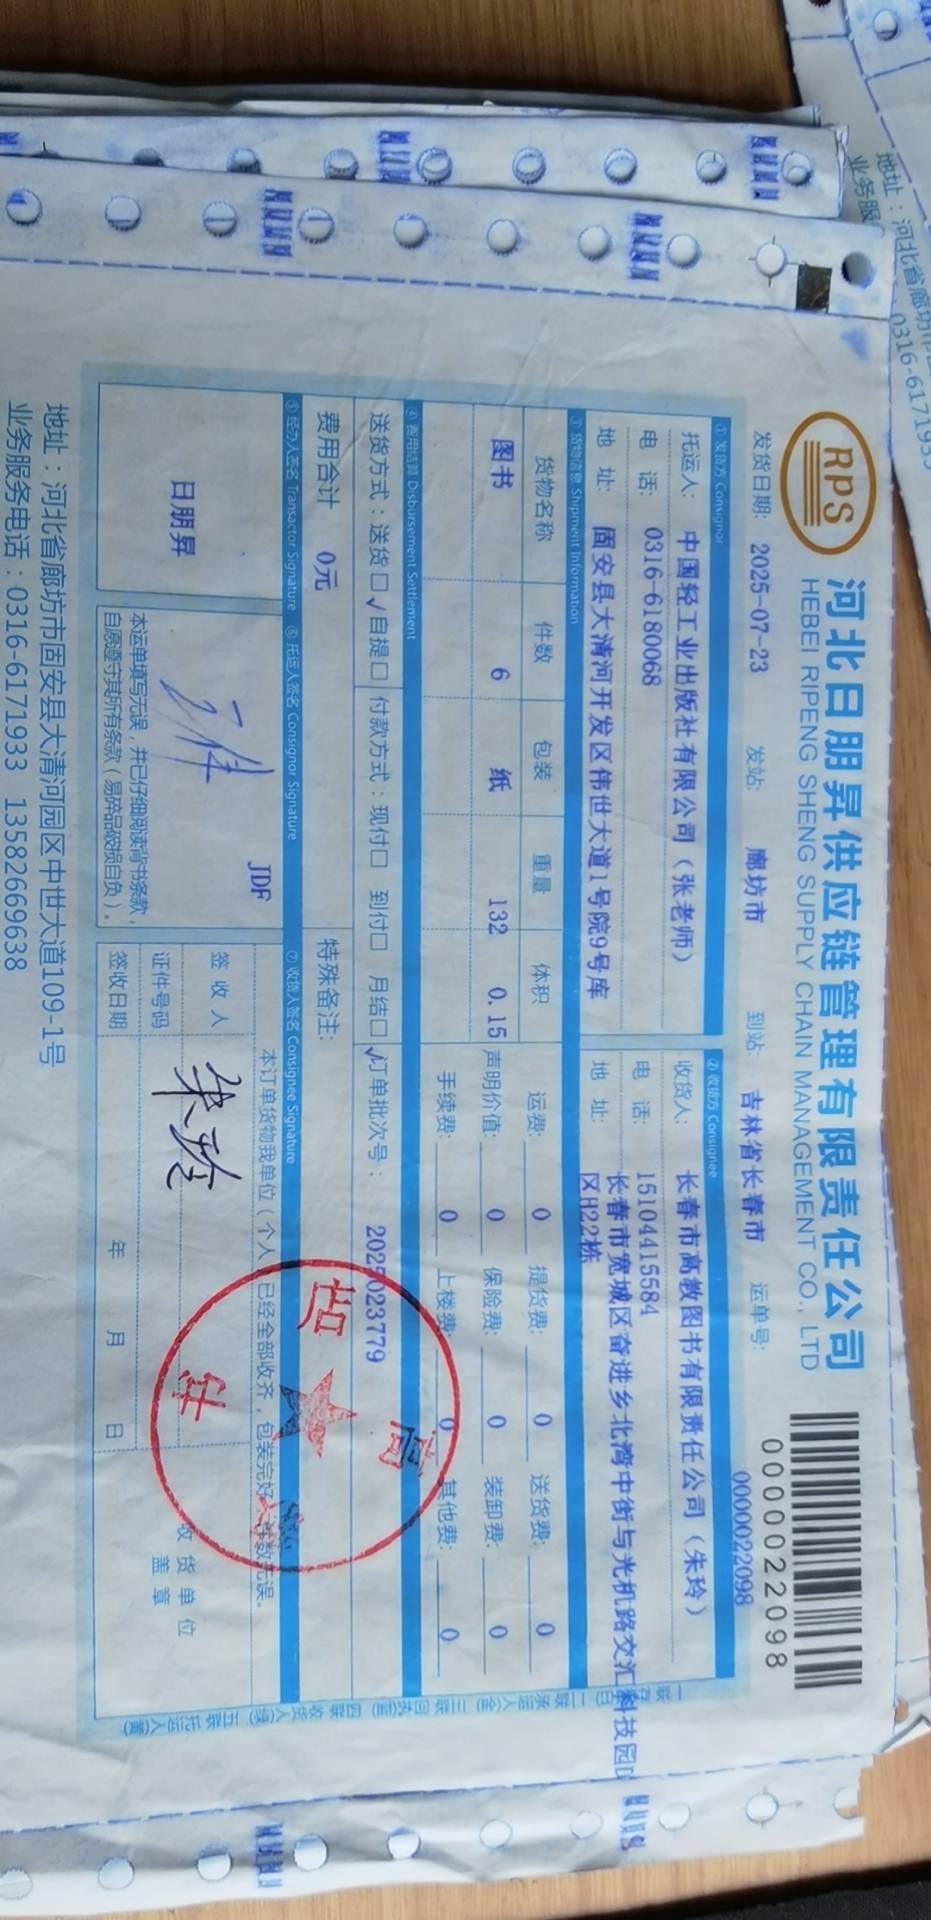 RPS
河北日朋昇供应链管理有限责任公司
HEBEI RIPENG SHENG SUPPLY CHAIN MANAGEMENT CO., LTD
0000022098
发货日期: 2025-07-23 发站: 廊坊市 到站: 吉林省长春市 运单号: 0000022098
① 发货方 Consignor
托运人: 中国轻工业出版社有限公司(张老师)
电 话: 0316-6180068
地 址: 固安县大清河开发区伟世大道1号院9号库
② 收货方 Consignee
收货人: 长春市高教图书有限责任公司(朱玲)
电 话: 15104415584
地 址: 长春市宽城区奋进乡北湾中街与光机路交汇科技园D
区H22栋
③ 货物信息 Shipment Information
货物名称 件数 包装 重量 体积
图书 6 纸 132 0.15
运费: 0 提货费: 0 送货费: 0
声明价值: 0 保险费: 0 装卸费: 0
手续费: 0 上楼费: 0 其他费: 0
④ 费用结算 Disbursement Settlement
送货方式:送货□ ✓自提□ 付款方式:现付□ 到付□ 月结□ ✓订单批次号: 2025023779
费用合计 0元 特殊备注:
⑤ 经办人签名 Transactor Signature ⑥ 托运人签名 Consignor Signature ⑦ 收货人签名 Consignee Signature
日朋昇
JDF
本运单填写无误,并已仔细阅读背书条款,
自愿遵守其所有条款(易碎品破损自负)。
本订单货物我单位(个人)已经全部收齐,包装完好,件数无误。
签 收 人 朱玲
证件号码
签收日期 年 月 日
收 货 单 位
盖 章
地址:河北省廊坊市固安县大清河园区中世大道109-1号
业务服务电话:0316-6171933 13582669638
地址:河北省廊坊市
业务服
0316-6171933